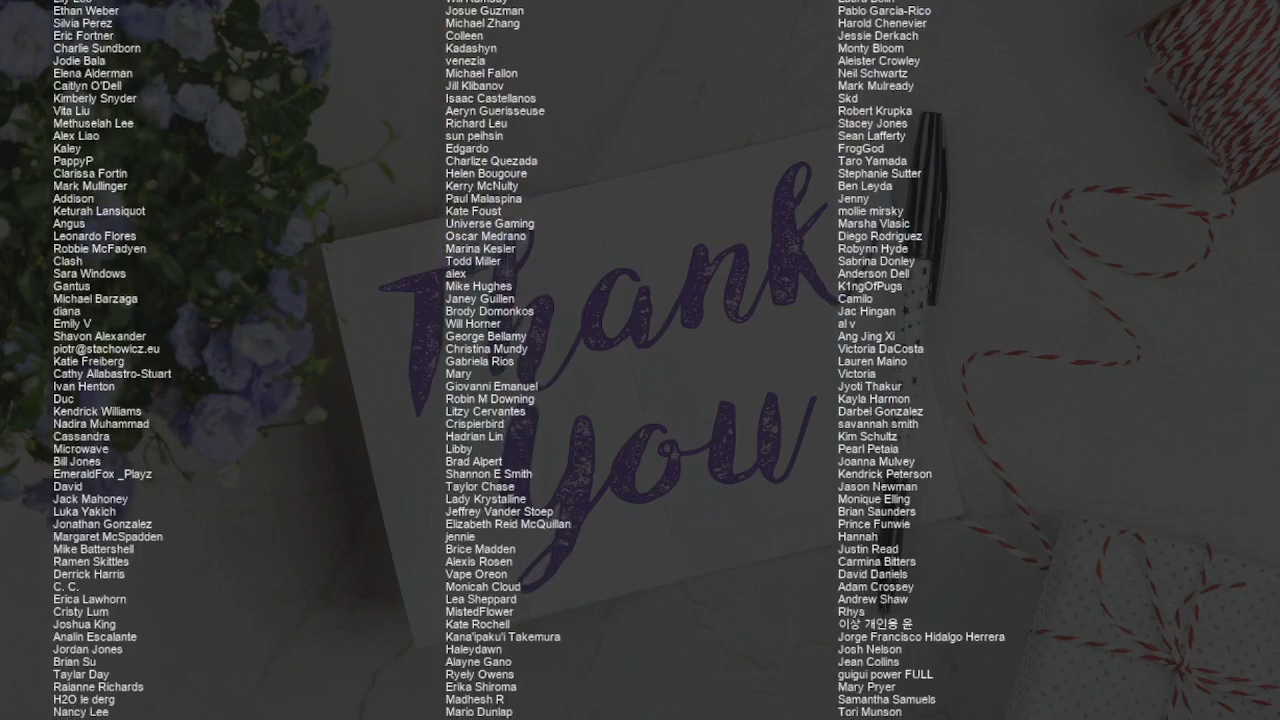 Ethan Weber
Silvia Perez
Eric Fortner
Charlie Sundborn
Jodie Bala
Elena Alderman
Caitlyn O'Dell
Kimberly Snyder
Vita Liu
Methuselah Lee
Alex Liao
Kaley
PappyP
Clarissa Fortin
Mark Mullinger
Addison
Keturah Lansiquot
Angus
Leonardo Flores
Robbie McFadyen
Clash
Sara Windows
Gantus
Michael Barzaga
diana
Emily V
Shavon Alexander
piotr@stachowicz.eu
Katie Freiberg
Cathy Allabastro-Stuart
Ivan Henton
Duc
Kendrick Williams
Nadira Muhammad
Cassandra
Microwave
Bill Jones
EmeraldFox _Playz
David
Jack Mahoney
Luka Yakich
Jonathan Gonzalez
Margaret McSpadden
Mike Battershell
Ramen Skittles
Derrick Harris
C. C.
Erica Lawhorn
Cristy Lum
Joshua King
Analin Escalante
Jordan Jones
Brian Su
Taylar Day
Raianne Richards
H2O le derg
Nancy Lee
Josue Guzman
Michael Zhang
Colleen
Kadashyn
venezia
Michael Fallon
Jill Klibanov
Isaac Castellanos
Aeryn Guerisseuse
Richard Leu
sun peihsin
Edgardo
Charlize Quezada
Helen Bougoure
Kerry McNulty
Paul Malaspina
Kate Foust
Universe Gaming
Oscar Medrano
Marina Kesler
Todd Miller
alex
Mike Hughes
Janey Guillen
Brody Domonkos
Will Horner
George Bellamy
Christina Mundy
Gabriela Rios
Mary
Giovanni Emanuel
Robin M Downing
Litzy Cervantes
Crispierbird
Hadrian Lin
Libby
Brad Alpert
Shannon E Smith
Taylor Chase
Lady Krystalline
Jeffrey Vander Stoep
Elizabeth Reid McQuillan
jennie
Brice Madden
Alexis Rosen
Vape Oreon
Monicah Cloud
Lea Sheppard
MistedFlower
Kate Rochell
Kana'ipaku'i Takemura
Haleydawn
Alayne Gano
Ryely Owens
Erika Shiroma
Madhesh R
Mario Dunlap
Pablo Garcia-Rico
Harold Chenevier
Jessie Derkach
Monty Bloom
Aleister Crowley
Neil Schwartz
Mark Mulready
Skd
Robert Krupka
Stacey Jones
Sean Lafferty
FrogGod
Taro Yamada
Stephanie Sutter
Ben Leyda
Jenny
mollie mirsky
Marsha Vlasic
Diego Rodriguez
Robynn Hyde
Sabrina Donley
Anderson Dell
K1ngOfPugs
Camilo
Jac Hingan
al v
Ang Jing Xi
Victoria DaCosta
Lauren Maino
Victoria
Jyoti Thakur
Kayla Harmon
Darbel Gonzalez
savannah smith
Kim Schultz
Pearl Petaia
Joanna Mulvey
Kendrick Peterson
Jason Newman
Monique Elling
Brian Saunders
Prince Funwie
Hannah
Justin Read
Carmina Bitters
David Daniels
Adam Crossey
Andrew Shaw
Rhys
이상 개인용 윤
Jorge Francisco Hidalgo Herrera
Josh Nelson
Jean Collins
guigui power FULL
Mary Pryer
Samantha Samuels
Tori Munson
Thank
you